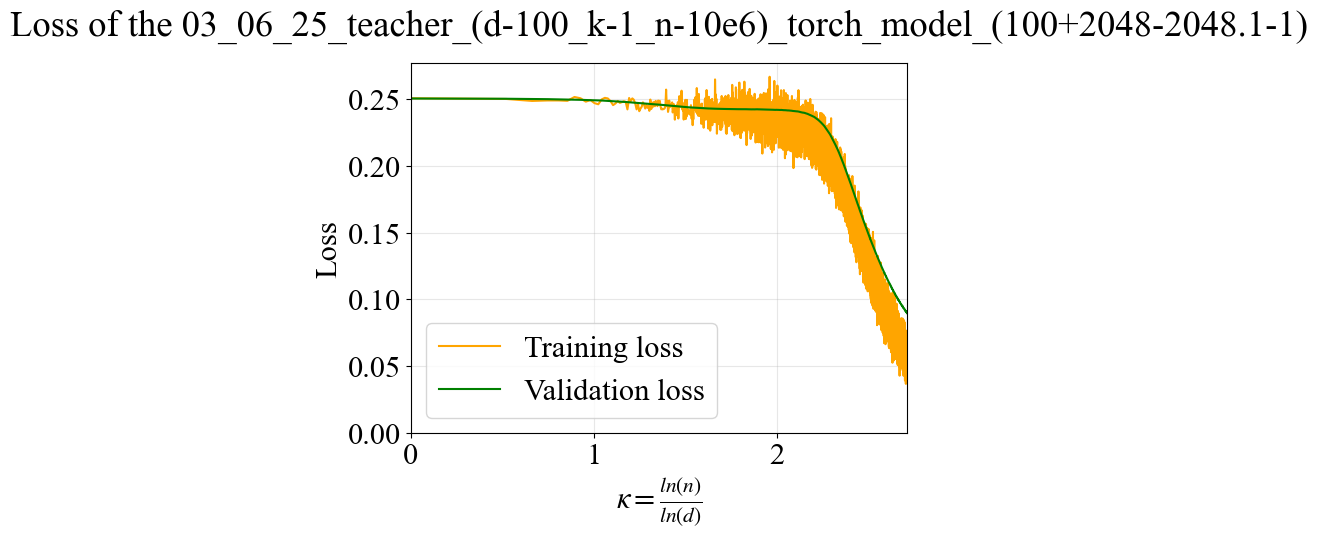 Loss of the 03_06_25_teacher_(d-100_k-1_n-10e6)_torch_model_(100+2048-2048.1-1)
0.25
0.20
0.15
0.10
0.05
0.00
Loss
Training loss
Validation loss
0 1 2
κ = ln(n)/ln(d)